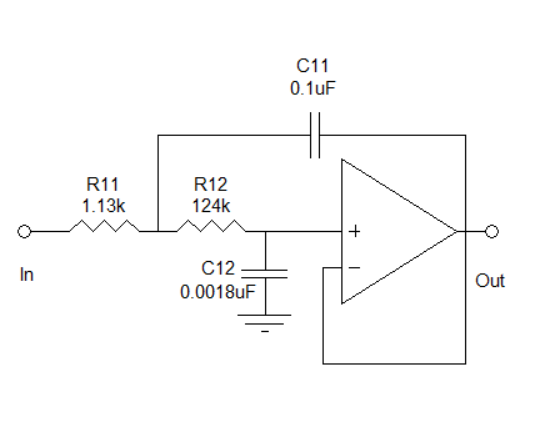 C11
0.1uF
R11
1.13k
R12
124k
+
In
C12
0.0018uF
−
Out